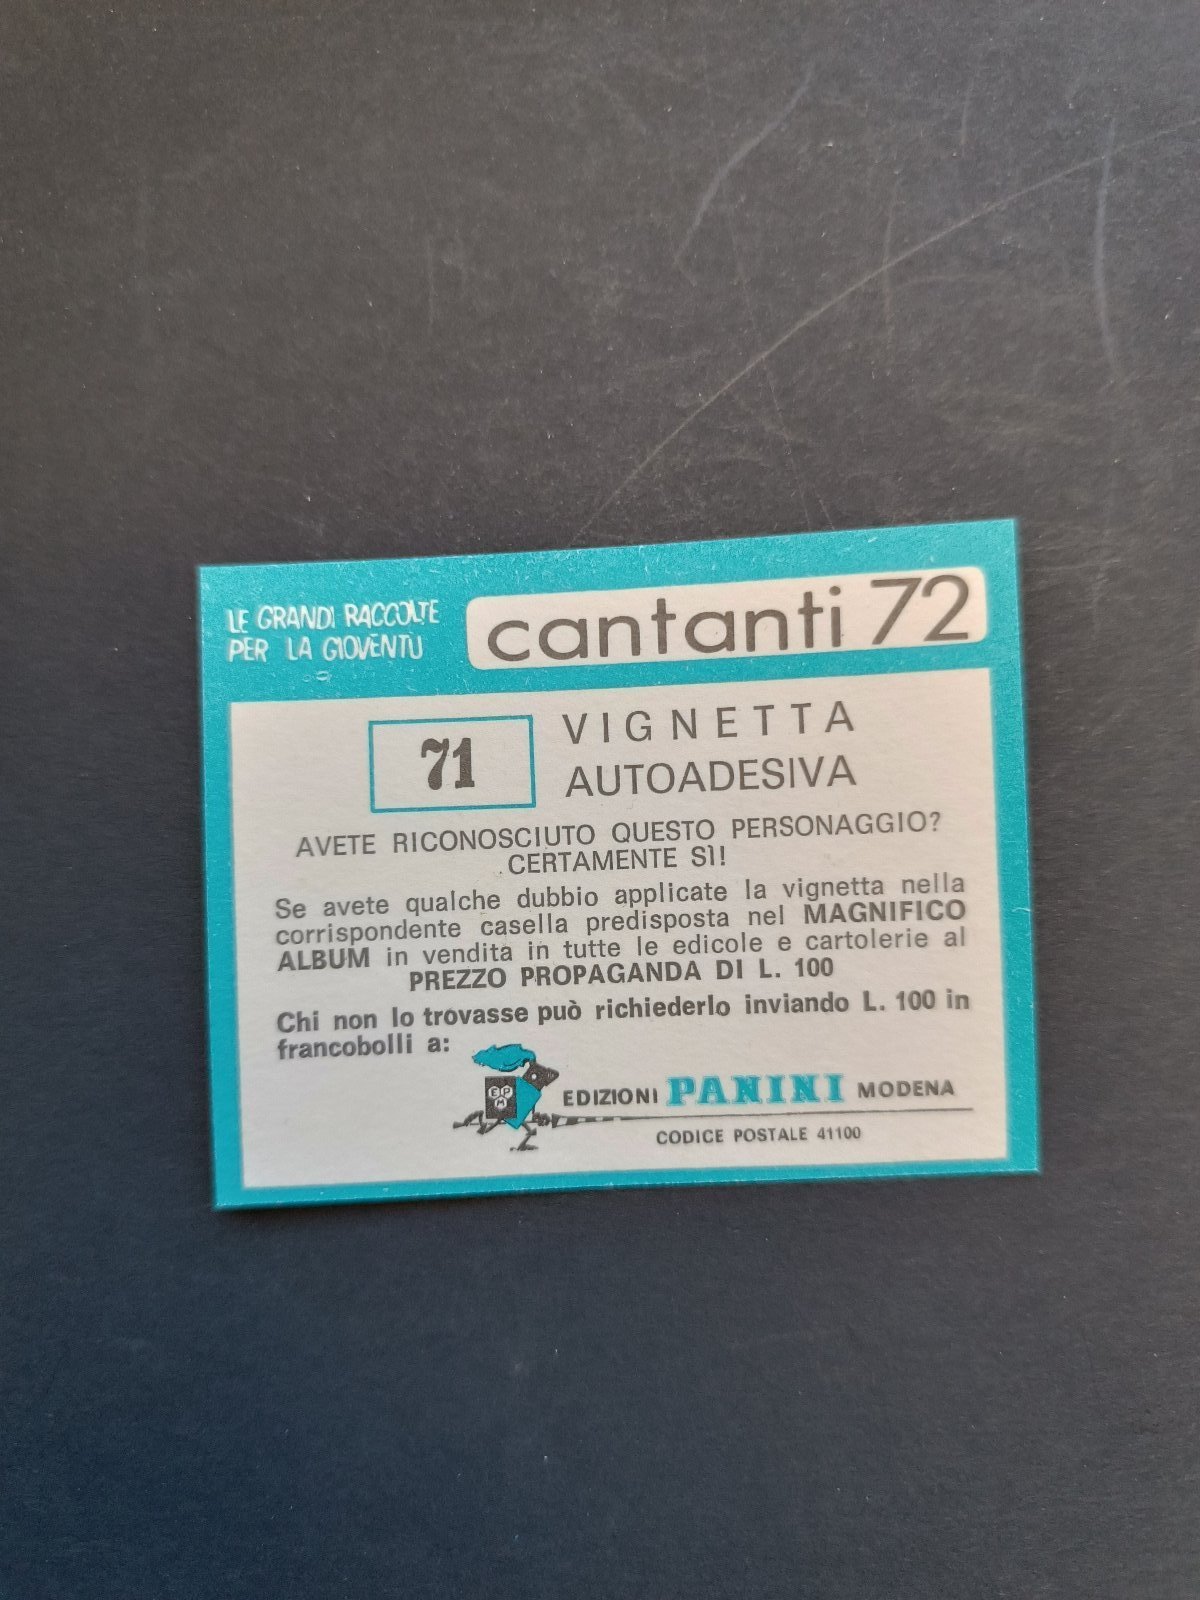 LE GRANDI RACCOLTE
PER LA GIOVENTÙ
cantanti 72
71
VIGNETTA
AUTOADESIVA
AVETE RICONOSCIUTO QUESTO PERSONAGGIO?
CERTAMENTE SÌ!
Se avete qualche dubbio applicate la vignetta nella
corrispondente casella predisposta nel MAGNIFICO
ALBUM in vendita in tutte le edicole e cartolerie al
PREZZO PROPAGANDA DI L. 100
Chi non lo trovasse può richiederlo inviando L. 100 in
francobolli a:
EPM
EDIZIONI PANINI MODENA
CODICE POSTALE 41100